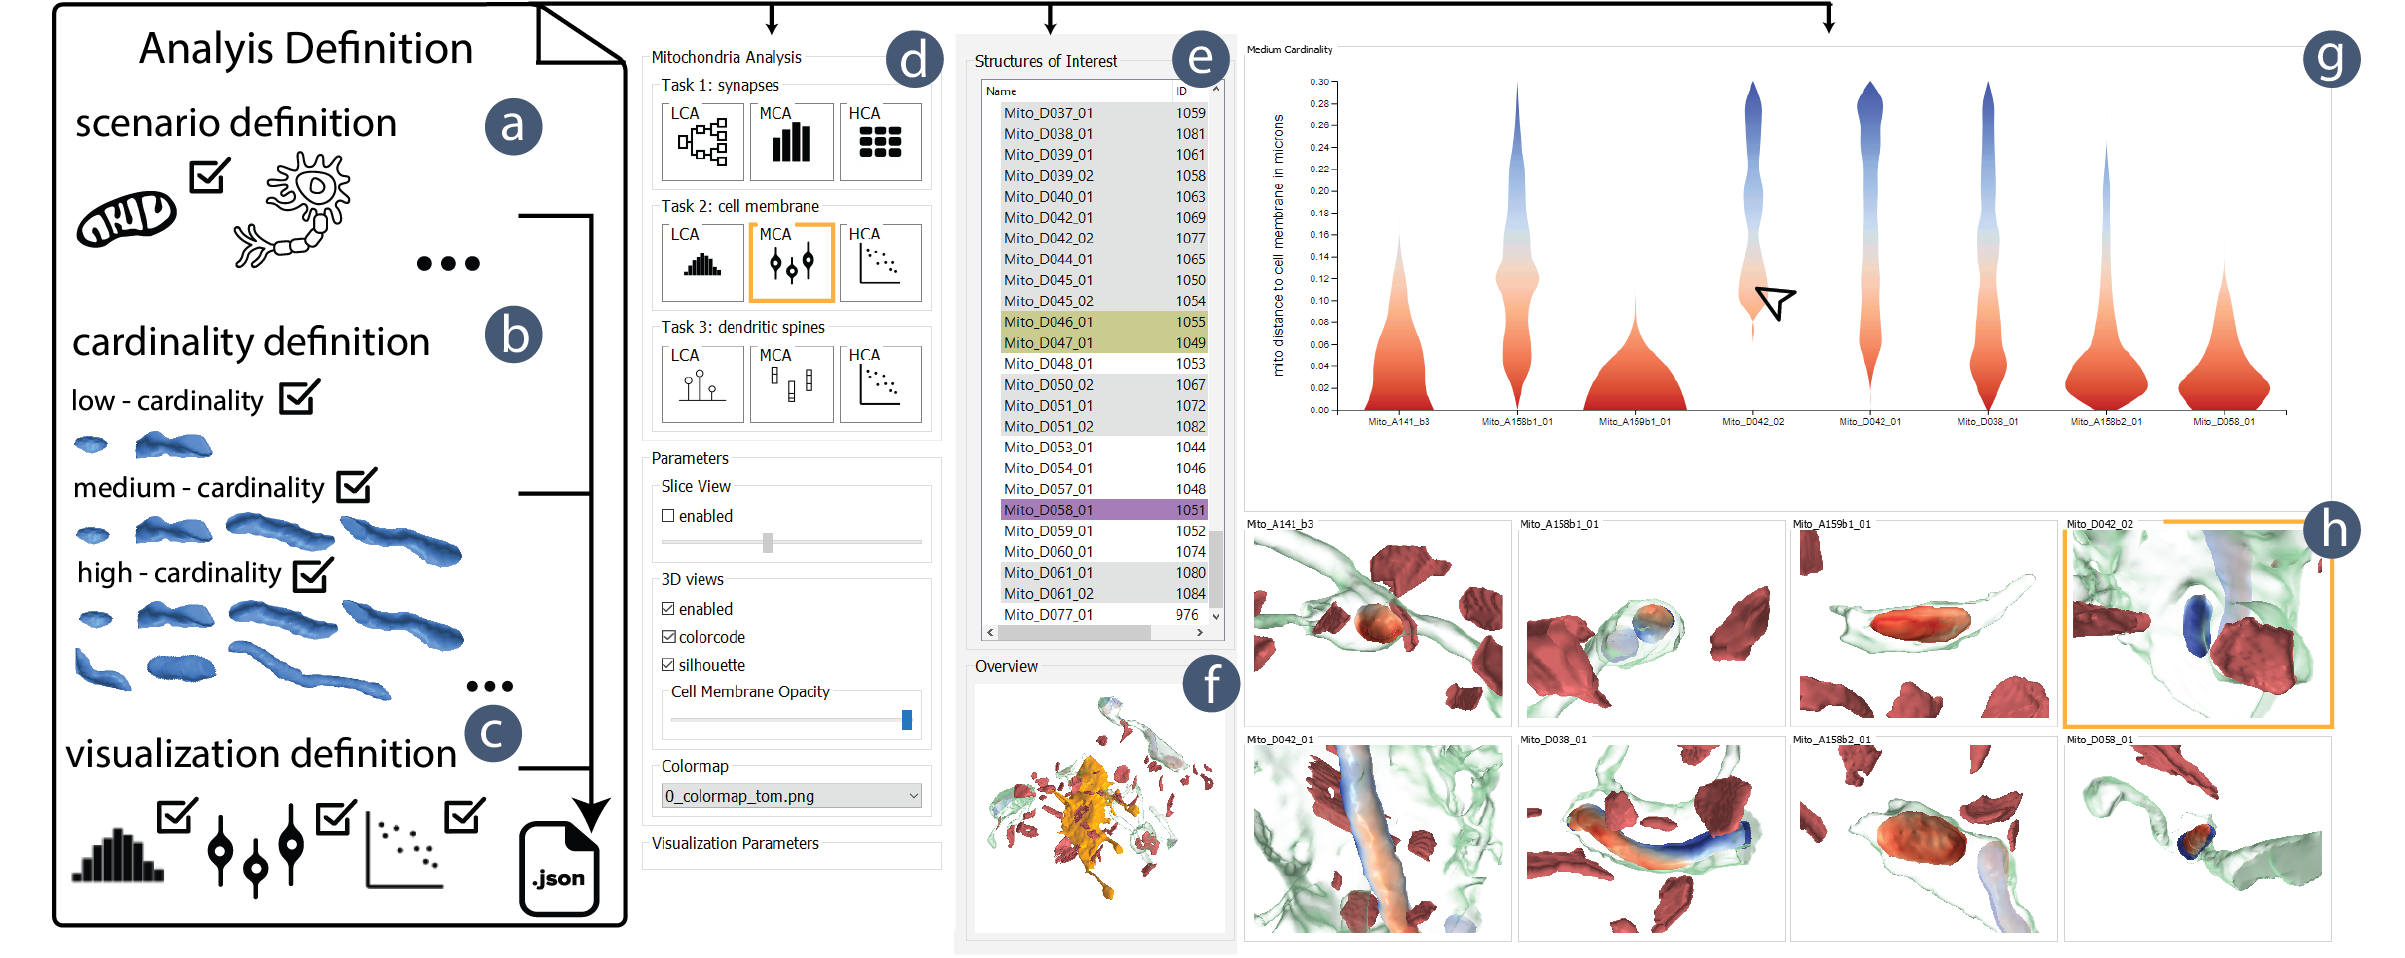 Analyis Definition
scenario definition
a
cardinality definition
b
low - cardinality
medium - cardinality
high - cardinality
visualization definition
c
.json
Mitochondria Analysis
d
Task 1: synapses
LCA
MCA
HCA
Task 2: cell membrane
LCA
MCA
HCA
Task 3: dendritic spines
LCA
MCA
HCA
Parameters
Slice View
enabled
3D views
enabled
colorcode
silhouette
Cell Membrane Opacity
Colormap
0_colormap_tom.png
Visualization Parameters
Structures of Interest
e
Name ID
Mito_D037_01 1059
Mito_D038_01 1081
Mito_D039_01 1061
Mito_D039_02 1058
Mito_D040_01 1063
Mito_D042_01 1069
Mito_D042_02 1077
Mito_D044_01 1065
Mito_D045_01 1050
Mito_D045_02 1054
Mito_D046_01 1055
Mito_D047_01 1049
Mito_D048_01 1053
Mito_D050_02 1067
Mito_D051_01 1072
Mito_D051_02 1082
Mito_D053_01 1044
Mito_D054_01 1046
Mito_D057_01 1048
Mito_D058_01 1051
Mito_D059_01 1052
Mito_D060_01 1074
Mito_D061_01 1080
Mito_D061_02 1084
Mito_D077_01 976
Overview
f
Medium Cardinality
g
mito distance to cell membrane in microns
0.30
0.28
0.26
0.24
0.22
0.20
0.18
0.16
0.14
0.12
0.10
0.08
0.06
0.04
0.02
0.00
Mito_A141_b3
Mito_A158b1_01
Mito_A159b1_01
Mito_D042_02
Mito_D042_01
Mito_D038_01
Mito_A158b2_01
Mito_D058_01
Mito_A141_b3
Mito_A158b1_01
Mito_A159b1_01
Mito_D042_02
h
Mito_D042_01
Mito_D038_01
Mito_A158b2_01
Mito_D058_01